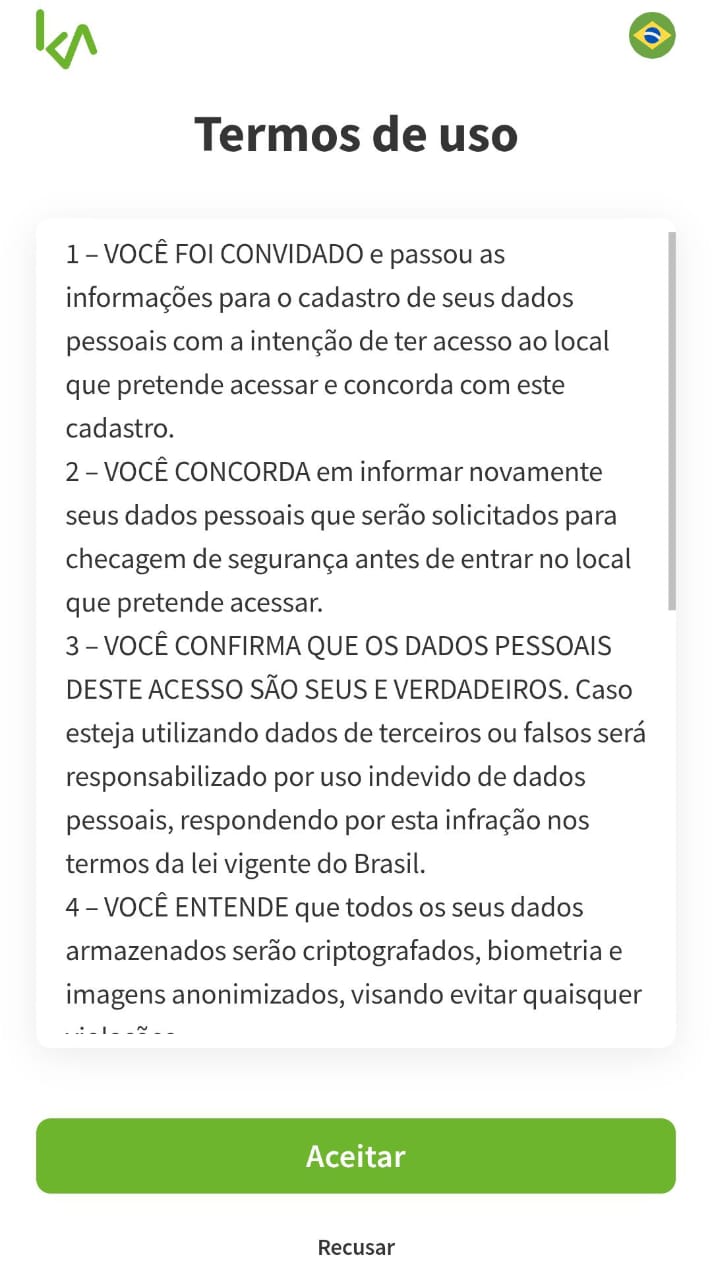 Termos de uso
1 – VOCÊ FOI CONVIDADO e passou as
informações para o cadastro de seus dados
pessoais com a intenção de ter acesso ao local
que pretende acessar e concorda com este
cadastro.
2 – VOCÊ CONCORDA em informar novamente
seus dados pessoais que serão solicitados para
checagem de segurança antes de entrar no local
que pretende acessar.
3 – VOCÊ CONFIRMA QUE OS DADOS PESSOAIS
DESTE ACESSO SÃO SEUS E VERDADEIROS. Caso
esteja utilizando dados de terceiros ou falsos será
responsabilizado por uso indevido de dados
pessoais, respondendo por esta infração nos
termos da lei vigente do Brasil.
4 – VOCÊ ENTENDE que todos os seus dados
armazenados serão criptografados, biometria e
imagens anonimizados, visando evitar quaisquer
Aceitar
Recusar